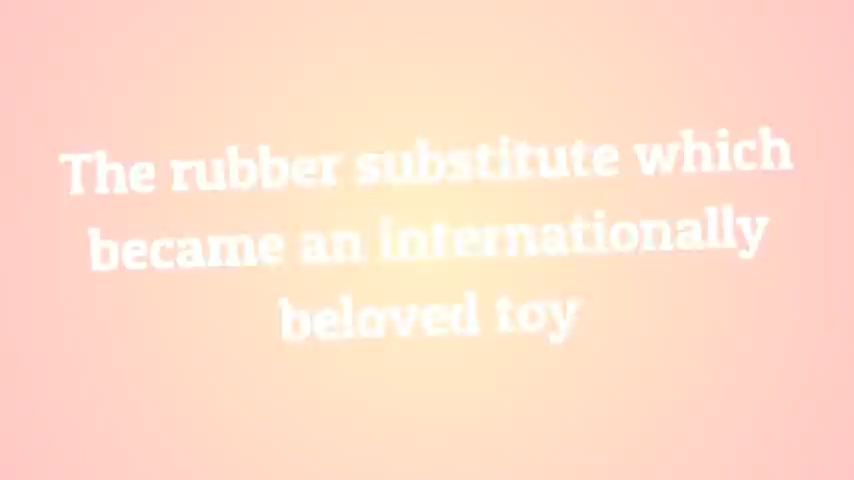 The rubber substitute which
became an internationally
beloved toy